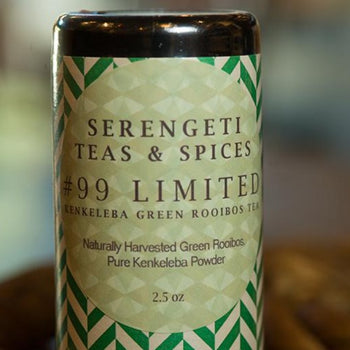 SERENGETI
TEAS & SPICES
#99 LIMITED
KENKELEBA GREEN ROOIBOS TEA
Naturally Harvested Green Rooibos
Pure Kenkeleba Powder
2.5 oz